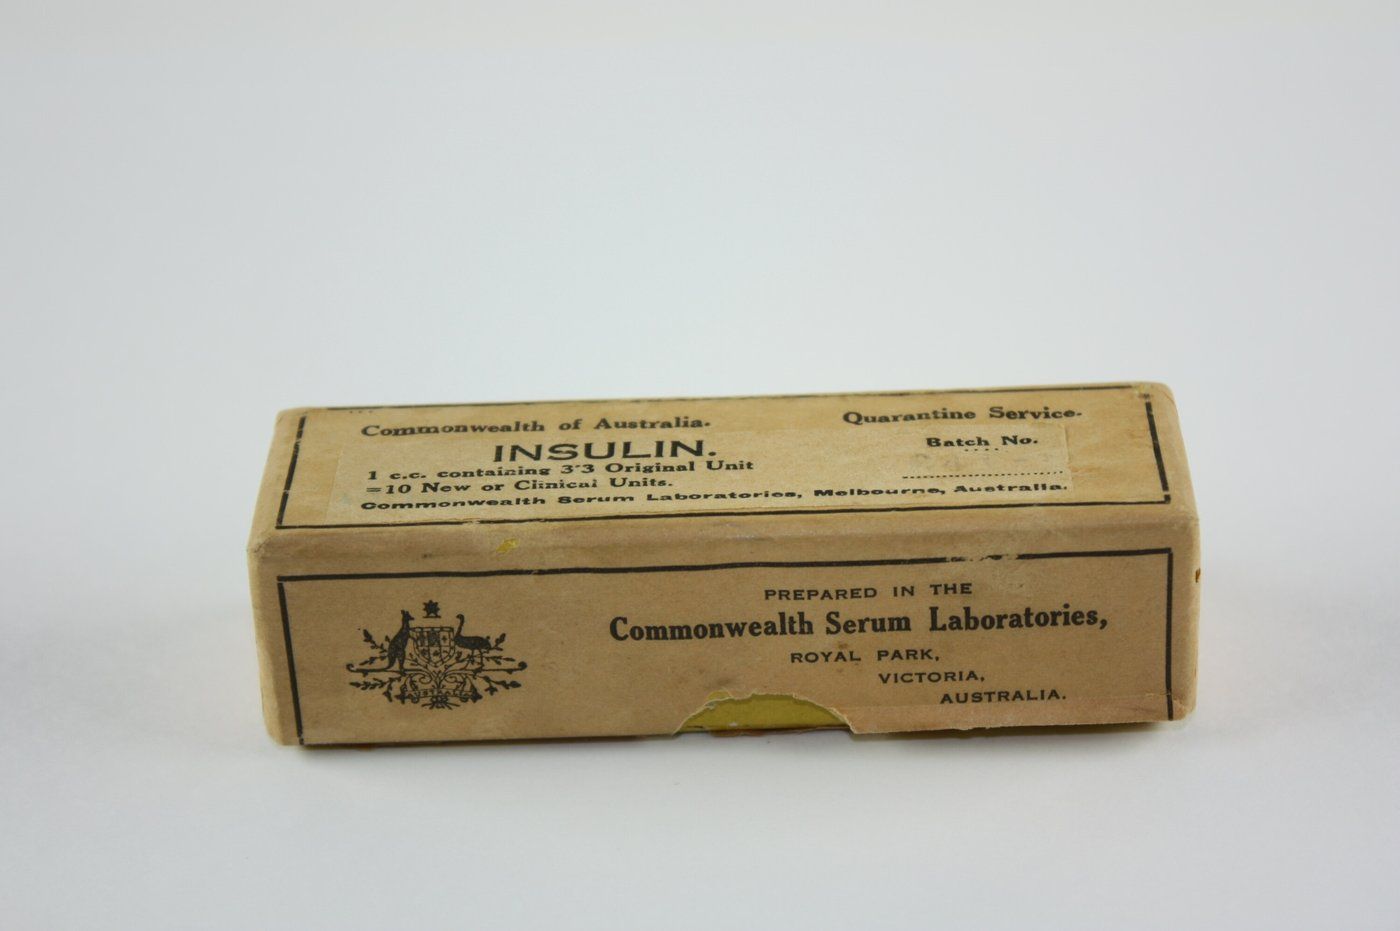 Commonwealth of Australia. Quarantine Service.
INSULIN. Batch No.
1 c.c. containing 3·3 Original Unit
=10 New or Clinical Units.
Commonwealth Serum Laboratories, Melbourne, Australia.
PREPARED IN THE
Commonwealth Serum Laboratories,
ROYAL PARK,
VICTORIA,
AUSTRALIA.
AUSTRALIA